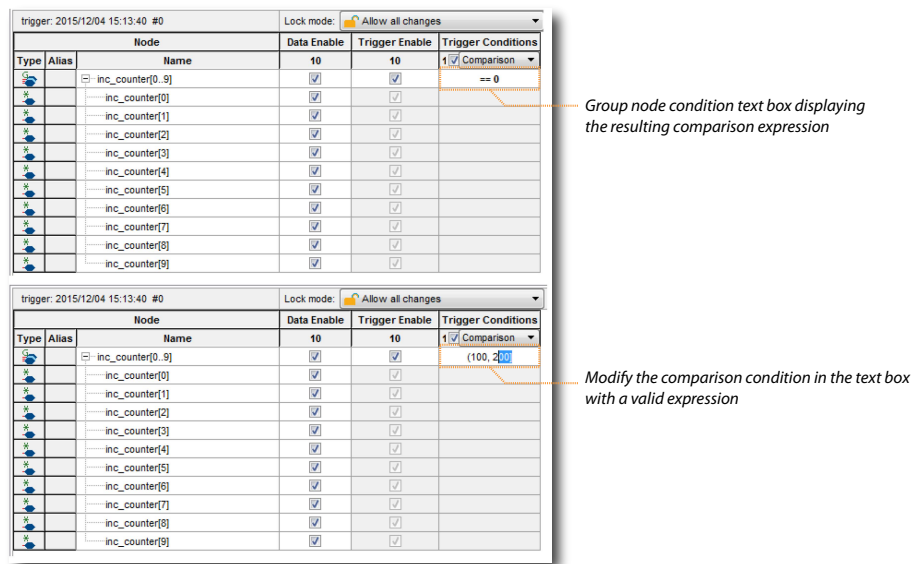 trigger: 2015/12/04 15:13:40 #0 Lock mode: Allow all changes
Node Data Enable Trigger Enable Trigger Conditions
Type Alias Name 10 10 1 Comparison
inc_counter[0..9] == 0
inc_counter[0]
inc_counter[1]
inc_counter[2]
inc_counter[3]
inc_counter[4]
inc_counter[5]
inc_counter[6]
inc_counter[7]
inc_counter[8]
inc_counter[9]
Group node condition text box displaying
the resulting comparison expression
trigger: 2015/12/04 15:13:40 #0 Lock mode: Allow all changes
Node Data Enable Trigger Enable Trigger Conditions
Type Alias Name 10 10 1 Comparison
inc_counter[0..9] (100, 200]
inc_counter[0]
inc_counter[1]
inc_counter[2]
inc_counter[3]
inc_counter[4]
inc_counter[5]
inc_counter[6]
inc_counter[7]
inc_counter[8]
inc_counter[9]
Modify the comparison condition in the text box
with a valid expression